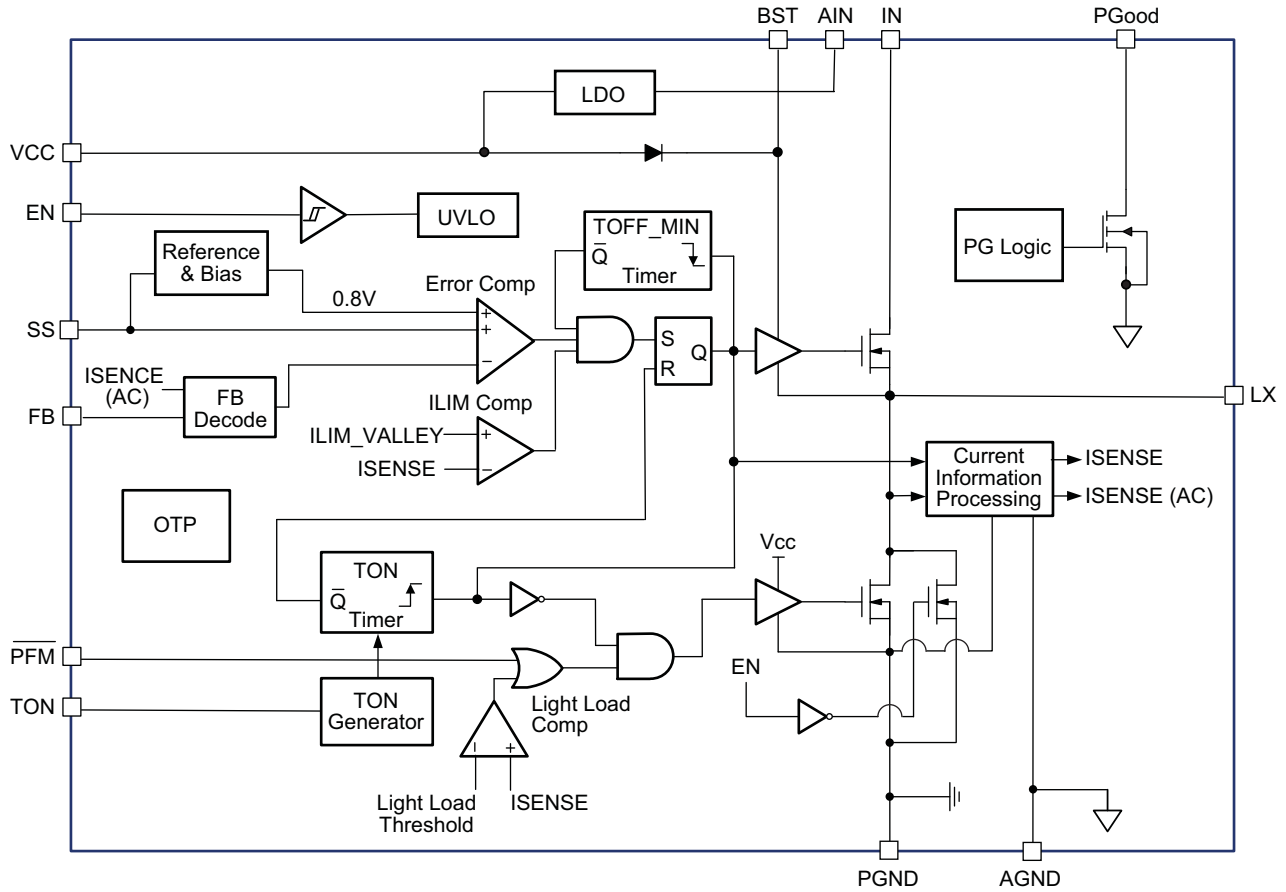 BST
AIN
IN
PGood
LDO
VCC
EN
UVLO
TOFF_MIN
Q̅
Timer
PG Logic
Reference
& Bias
Error Comp
0.8V
+
+
−
SS
S
R
Q
ISENCE
(AC)
FB
Decode
FB
LX
ILIM Comp
ILIM_VALLEY
+
ISENSE
−
Current
Information
Processing
ISENSE
ISENSE (AC)
OTP
Vcc
TON
Q̅
Timer
P̅F̅M̅
EN
TON
TON
Generator
Light Load
Comp
−
+
Light Load
Threshold
ISENSE
PGND
AGND